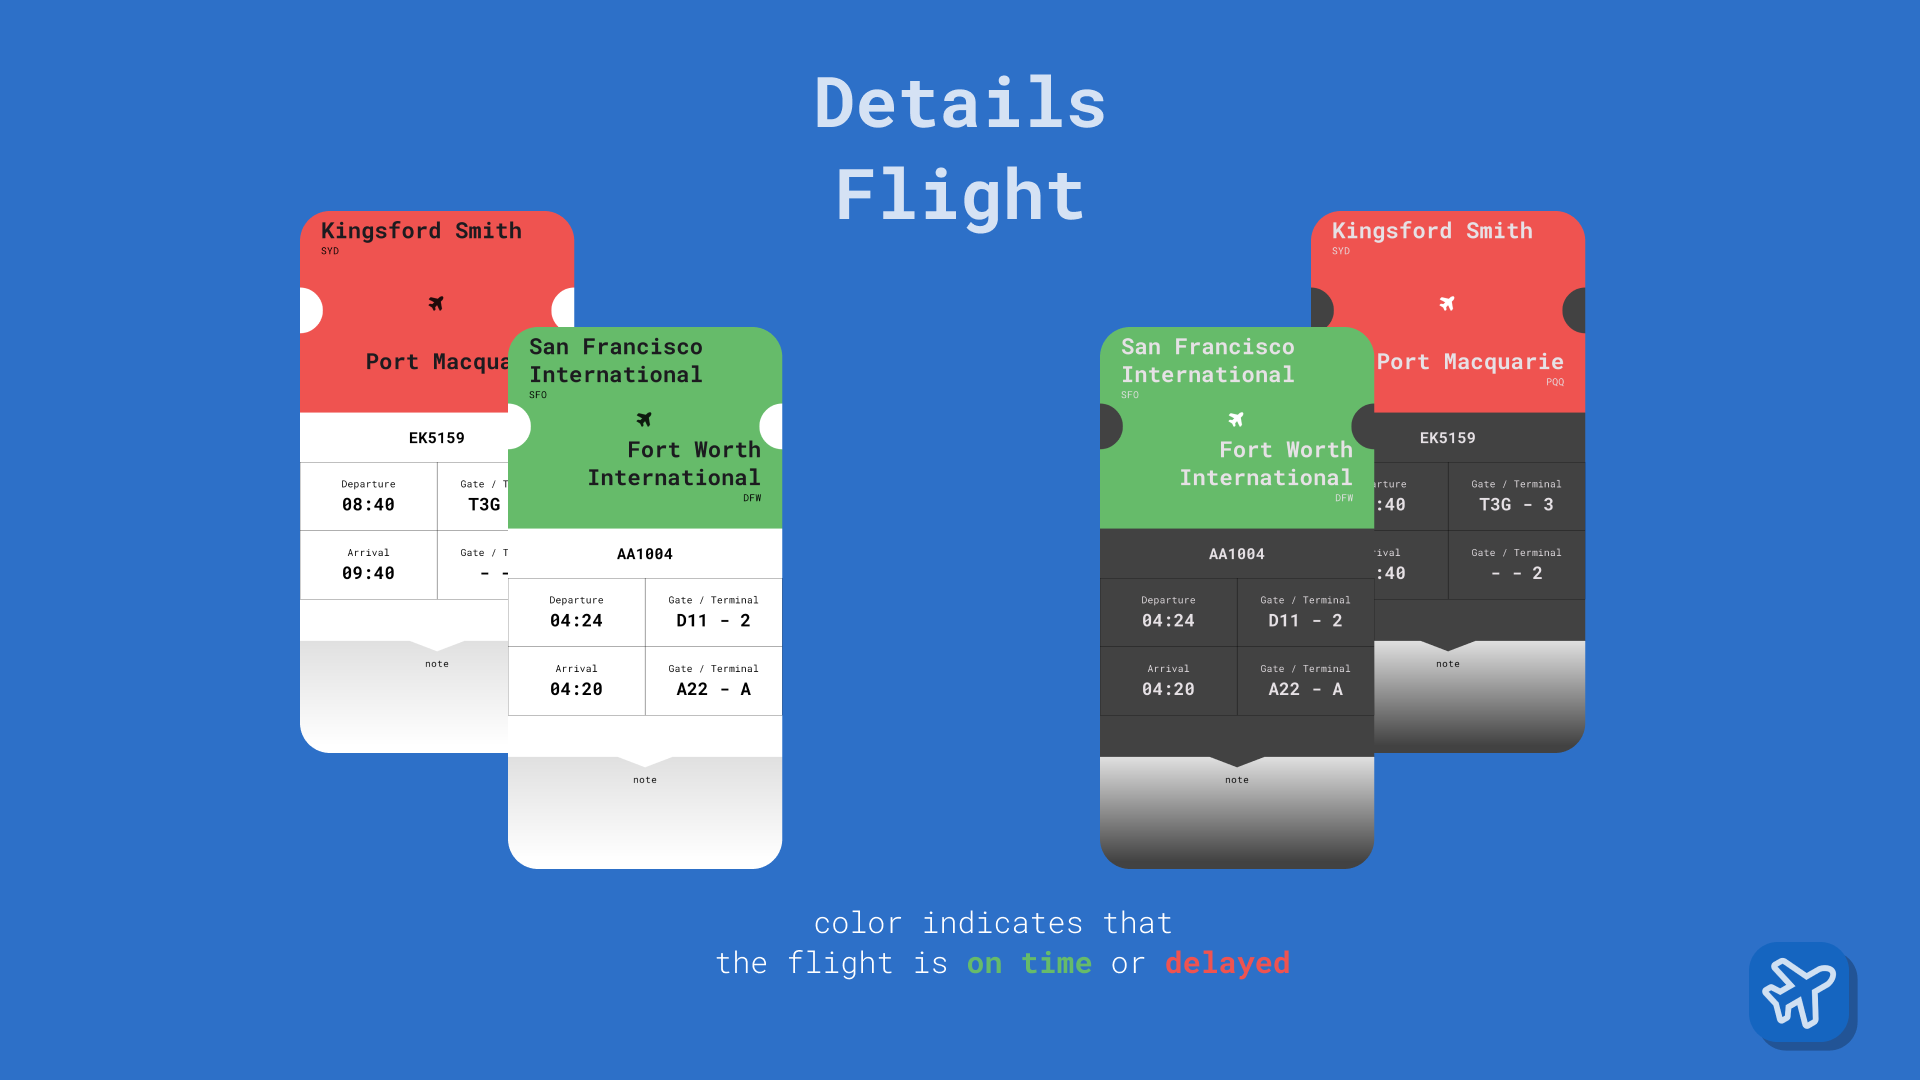 Details
Flight
Kingsford Smith
SYD
Port Macqua
EK5159
Departure
08:40
Gate / T
T3G
Arrival
09:40
Gate / T
- -
note
San Francisco
International
SFO
Fort Worth
International
DFW
AA1004
Departure
04:24
Gate / Terminal
D11 - 2
Arrival
04:20
Gate / Terminal
A22 - A
note
San Francisco
International
SFO
Fort Worth
International
DFW
AA1004
Departure
04:24
Gate / Terminal
D11 - 2
Arrival
04:20
Gate / Terminal
A22 - A
note
Kingsford Smith
SYD
Port Macquarie
PQQ
EK5159
arture
:40
Gate / Terminal
T3G - 3
ival
:40
Gate / Terminal
- - 2
note
color indicates that
the flight is on time or delayed